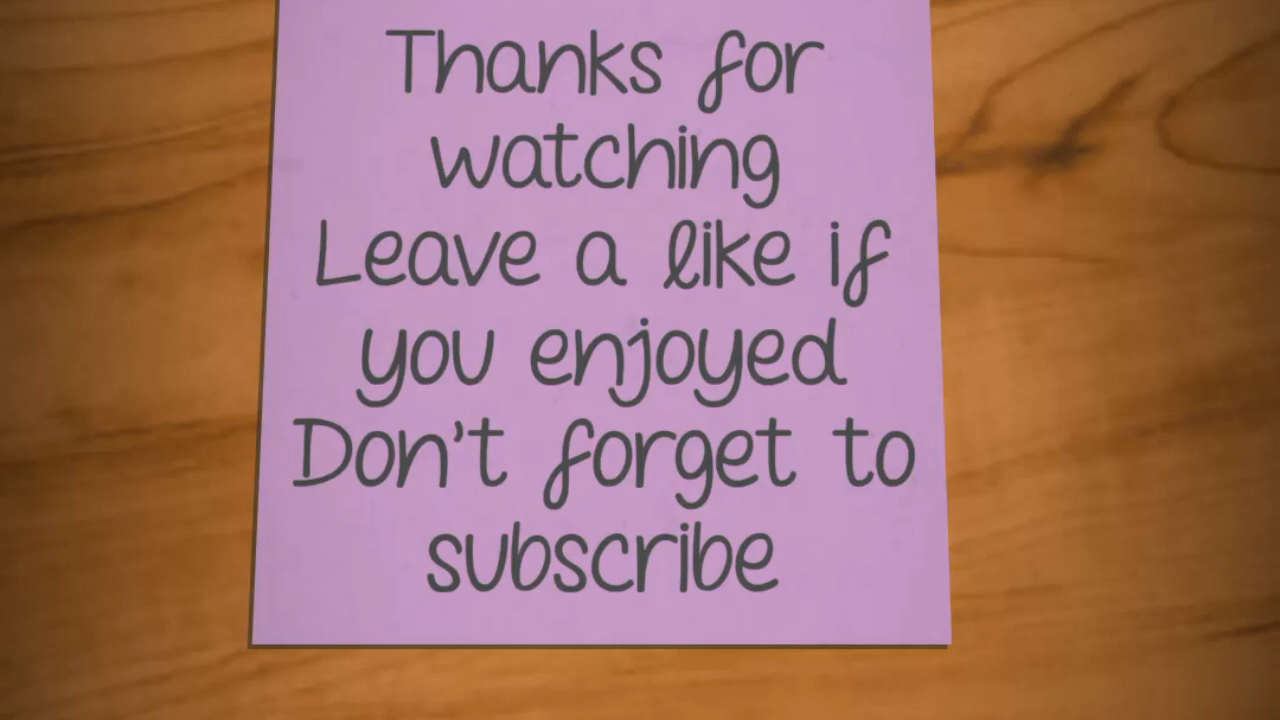 Thanks for
watching
Leave a like if
you enjoyed
Don't forget to
subscribe